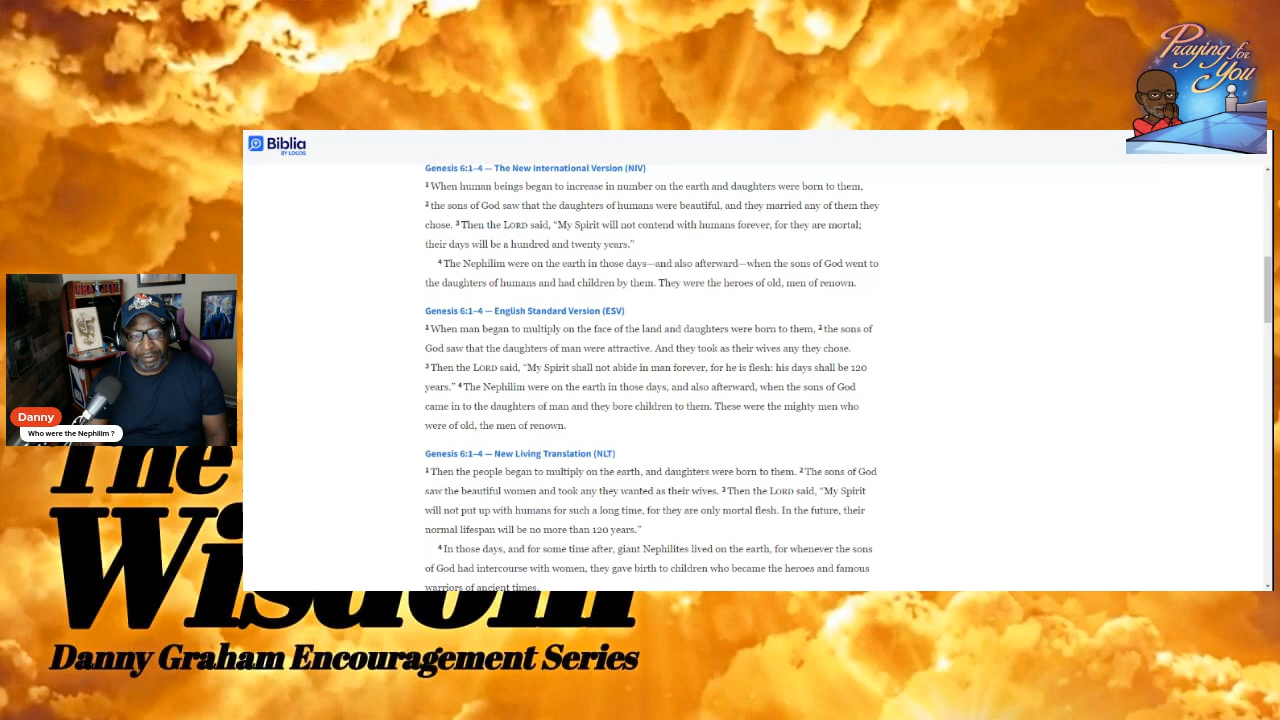 Praying for
You
Biblia
BY LOGOS
Genesis 6:1–4 — The New International Version (NIV)
1 When human beings began to increase in number on the earth and daughters were born to them,
2 the sons of God saw that the daughters of humans were beautiful, and they married any of them they
chose. 3 Then the LORD said, “My Spirit will not contend with humans forever, for they are mortal;
their days will be a hundred and twenty years.”
4 The Nephilim were on the earth in those days—and also afterward—when the sons of God went to
the daughters of humans and had children by them. They were the heroes of old, men of renown.
Genesis 6:1–4 — English Standard Version (ESV)
1 When man began to multiply on the face of the land and daughters were born to them, 2 the sons of
God saw that the daughters of man were attractive. And they took as their wives any they chose.
3 Then the LORD said, “My Spirit shall not abide in man forever, for he is flesh: his days shall be 120
years.” 4 The Nephilim were on the earth in those days, and also afterward, when the sons of God
came in to the daughters of man and they bore children to them. These were the mighty men who
were of old, the men of renown.
Genesis 6:1–4 — New Living Translation (NLT)
1 Then the people began to multiply on the earth, and daughters were born to them. 2 The sons of God
saw the beautiful women and took any they wanted as their wives. 3 Then the LORD said, “My Spirit
will not put up with humans for such a long time, for they are only mortal flesh. In the future, their
normal lifespan will be no more than 120 years.”
4 In those days, and for some time after, giant Nephilites lived on the earth, for whenever the sons
of God had intercourse with women, they gave birth to children who became the heroes and famous
warriors of ancient times.
NBA JAM
Danny
Who were the Nephilim ?
The
Wisdom
Danny Graham Encouragement Series